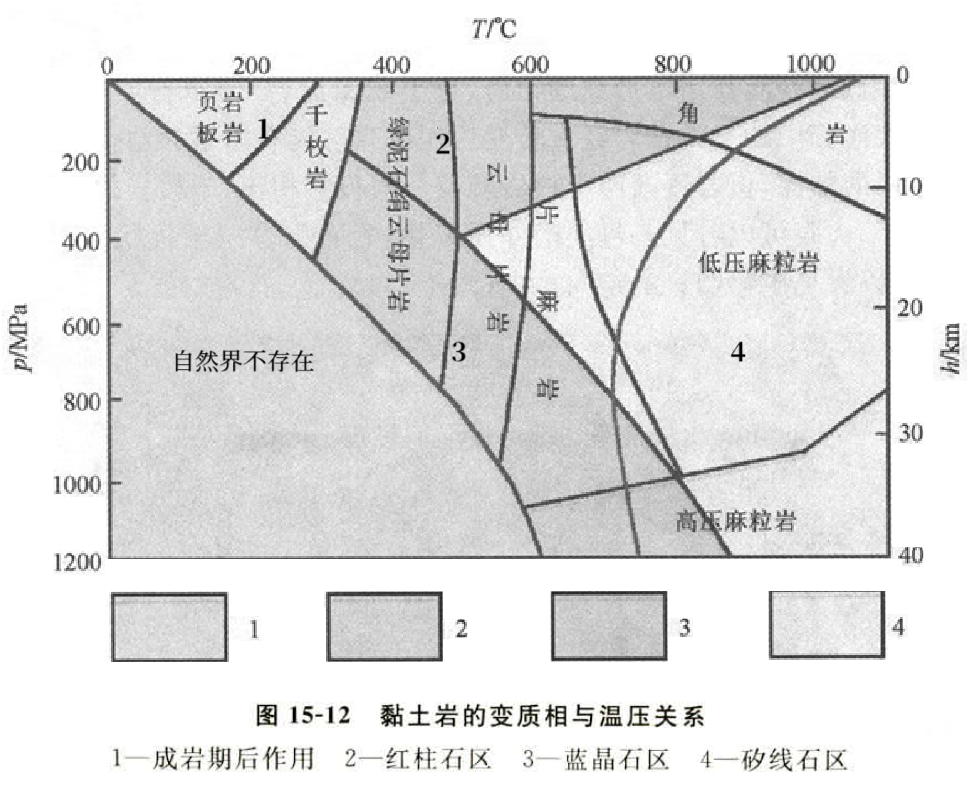 T/℃
0 200 400 600 800 1000
0
200
400
600
800
1000
1200
p/MPa
10
20
30
40
h/km
页岩
板岩
1
千枚岩
绿泥石绢云母片岩
2
云母片岩
片麻岩
角岩
低压麻粒岩
3
4
自然界不存在
高压麻粒岩
1 2 3 4
图 15-12 黏土岩的变质相与温压关系
1—成岩期后作用 2—红柱石区 3—蓝晶石区 4—矽线石区